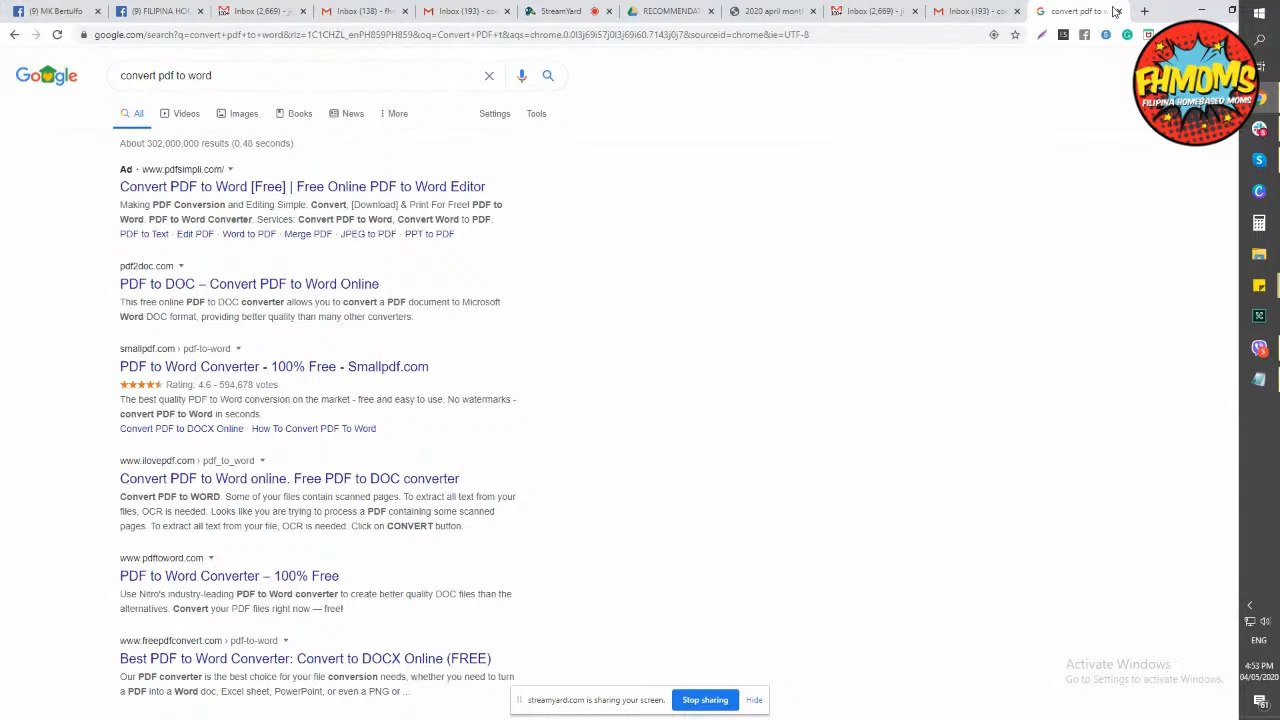 (9) MK Bertulfo
(9) FILIPINA HO
Inbox (2,669) - j
Inbox (138) - fh
Inbox (193) - co
StreamYard
RECOMMENDAT
2020 april mont
Inbox (2,669) - j
Inbox (193) - co
convert pdf to w
google.com/search?q=convert+pdf+to+word&rlz=1C1CHZL_enPH859PH859&oq=Convert+PDF+t&aqs=chrome.0.0l3j69i57j0l3j69i60.7143j0j7&sourceid=chrome&ie=UTF-8
Google
convert pdf to word
All Videos Images Books News More Settings Tools
About 302,000,000 results (0.48 seconds)
Ad · www.pdfsimpli.com/
Convert PDF to Word [Free] | Free Online PDF to Word Editor
Making PDF Conversion and Editing Simple. Convert, [Download] & Print For Free! PDF to
Word. PDF to Word Converter. Services: Convert PDF to Word, Convert Word to PDF.
PDF to Text · Edit PDF · Word to PDF · Merge PDF · JPEG to PDF · PPT to PDF
pdf2doc.com
PDF to DOC – Convert PDF to Word Online
This free online PDF to DOC converter allows you to convert a PDF document to Microsoft
Word DOC format, providing better quality than many other converters.
smallpdf.com › pdf-to-word
PDF to Word Converter - 100% Free - Smallpdf.com
Rating: 4.6 - 594,678 votes
The best quality PDF to Word conversion on the market - free and easy to use. No watermarks -
convert PDF to Word in seconds.
Convert PDF to DOCX Online · How To Convert PDF To Word
www.ilovepdf.com › pdf_to_word
Convert PDF to Word online. Free PDF to DOC converter
Convert PDF to WORD. Some of your files contain scanned pages. To extract all text from your
files, OCR is needed. Looks like you are trying to process a PDF containing some scanned
pages. To extract all text from your file, OCR is needed. Click on CONVERT button.
www.pdftoword.com
PDF to Word Converter – 100% Free
Use Nitro's industry-leading PDF to Word converter to create better quality DOC files than the
alternatives. Convert your PDF files right now — free!
www.freepdfconvert.com › pdf-to-word
Best PDF to Word Converter: Convert to DOCX Online (FREE)
Our PDF converter is the best choice for your file conversion needs, whether you need to turn
a PDF into a Word doc, Excel sheet, PowerPoint, or even a PNG or ...
streamyard.com is sharing your screen.
Stop sharing
Hide
FHMOMS
FILIPINA HOMEBASED MOMS
Activate Windows
Go to Settings to activate Windows.
ENG
4:53 PM
04/05/2020
61